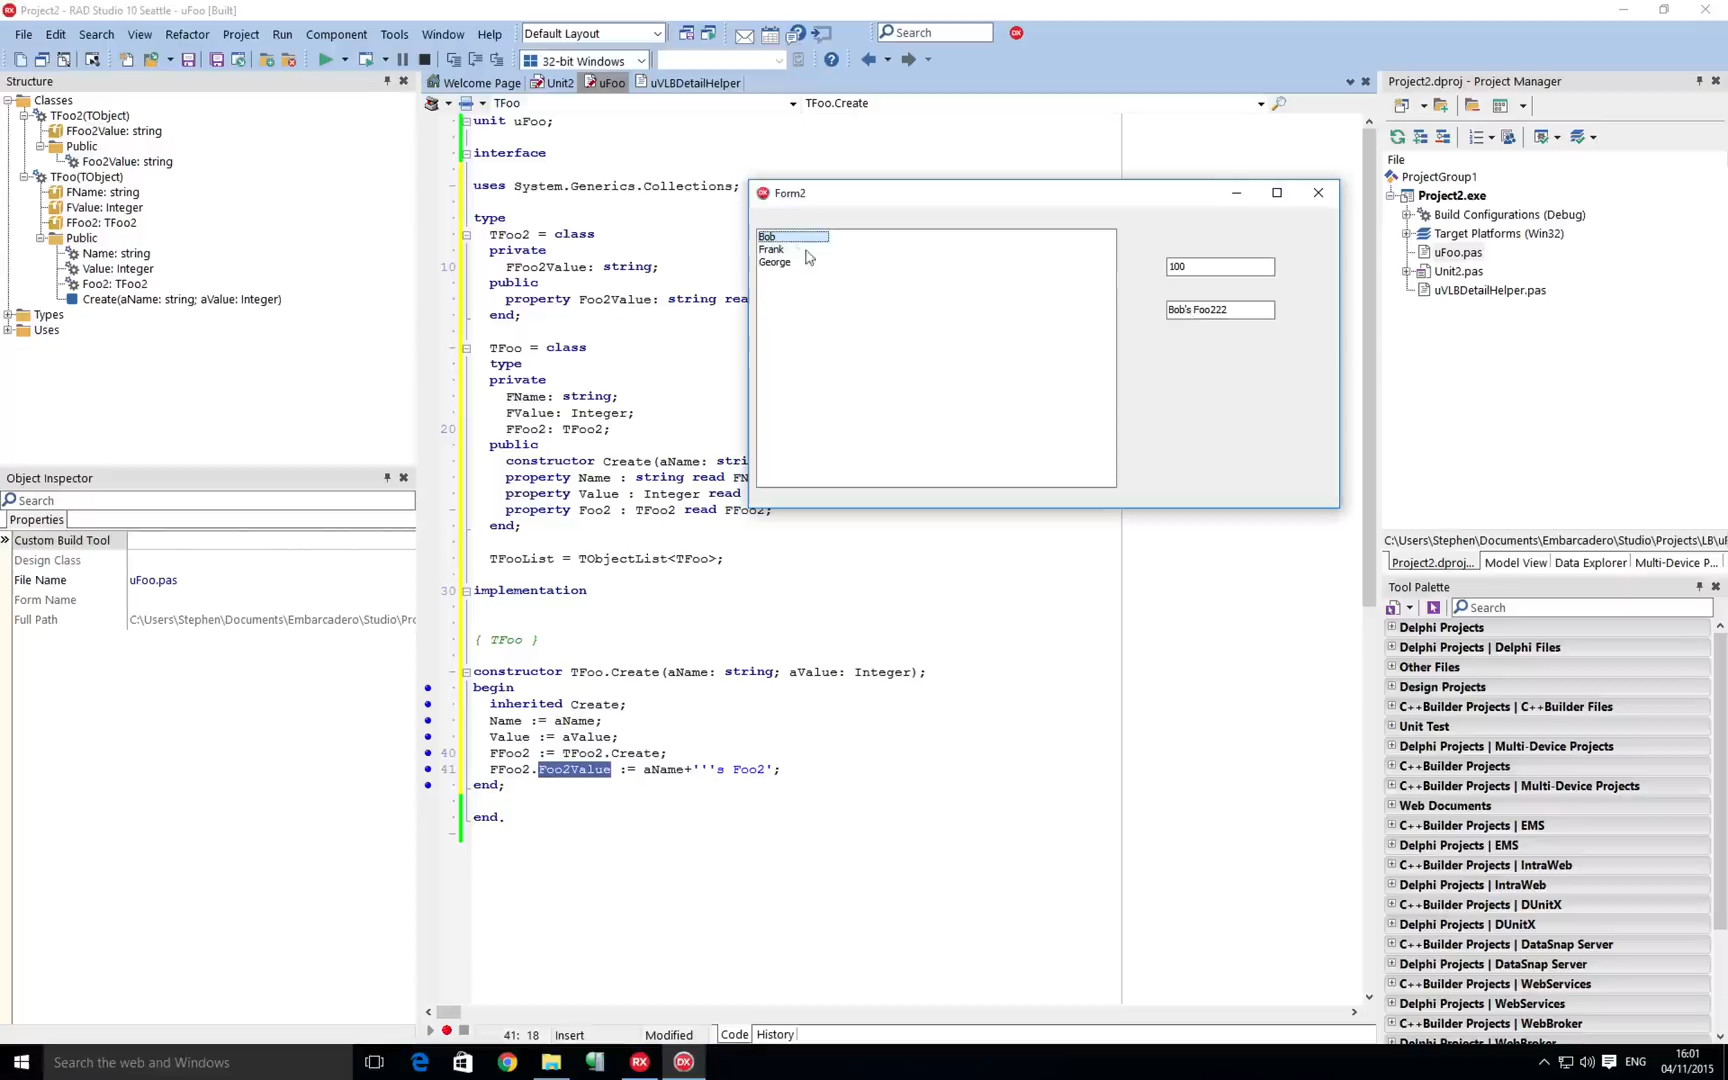 Project2 - RAD Studio 10 Seattle - uFoo [Built]
File Edit Search View Refactor Project Run Component Tools Window Help
Default Layout
Search
32-bit Windows
Structure
Classes
TFoo2(TObject)
FFoo2Value: string
Public
Foo2Value: string
TFoo(TObject)
FName: string
FValue: Integer
FFoo2: TFoo2
Public
Name: string
Value: Integer
Foo2: TFoo2
Create(aName: string; aValue: Integer)
Types
Uses
Object Inspector
Search
Properties
Custom Build Tool
Design Class
File Name uFoo.pas
Form Name
Full Path C:\Users\Stephen\Documents\Embarcadero\Studio\Prc
Welcome Page Unit2 uFoo uVLBDetailHelper
TFoo TFoo.Create
unit uFoo;
interface
uses System.Generics.Collections;
type
TFoo2 = class
private
10 FFoo2Value: string;
public
property Foo2Value: string rea
end;
TFoo = class
type
private
FName: string;
FValue: Integer;
20 FFoo2: TFoo2;
public
constructor Create(aName: stri
property Name : string read FN
property Value : Integer read
property Foo2 : TFoo2 read FFoo2;
end;
TFooList = TObjectList<TFoo>;
30 implementation
{ TFoo }
constructor TFoo.Create(aName: string; aValue: Integer);
begin
inherited Create;
Name := aName;
Value := aValue;
40 FFoo2 := TFoo2.Create;
41 FFoo2.Foo2Value := aName+'''s Foo2';
end;
end.
41: 18 Insert Modified Code History
Form2
Bob
Frank
George
100
Bob's Foo222
Project2.dproj - Project Manager
File
ProjectGroup1
Project2.exe
Build Configurations (Debug)
Target Platforms (Win32)
uFoo.pas
Unit2.pas
uVLBDetailHelper.pas
C:\Users\Stephen\Documents\Embarcadero\Studio\Projects\LB\uF
Project2.dproj... Model View Data Explorer Multi-Device P...
Tool Palette
Search
Delphi Projects
Delphi Projects | Delphi Files
Other Files
Design Projects
C++Builder Projects | C++Builder Files
Unit Test
Delphi Projects | Multi-Device Projects
C++Builder Projects
C++Builder Projects | Multi-Device Projects
Web Documents
C++Builder Projects | EMS
Delphi Projects | EMS
C++Builder Projects | IntraWeb
Delphi Projects | IntraWeb
C++Builder Projects | DUnitX
Delphi Projects | DUnitX
C++Builder Projects | DataSnap Server
Delphi Projects | DataSnap Server
C++Builder Projects | WebServices
Delphi Projects | WebServices
C++Builder Projects | WebBroker
Search the web and Windows
ENG
16:01
04/11/2015